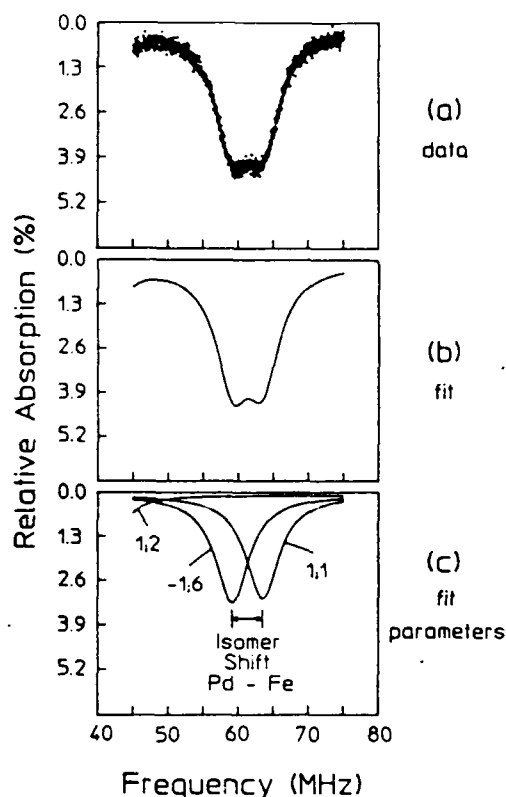 Relative Absorption (%)
0.0
1.3
2.6
3.9
5.2
(a)
data
0.0
1.3
2.6
3.9
5.2
(b)
fit
0.0
1.3
2.6
3.9
5.2
1;2
-1;6
1;1
Isomer
Shift
Pd - Fe
(c)
fit
parameters
40 50 60 70 80
Frequency (MHz)